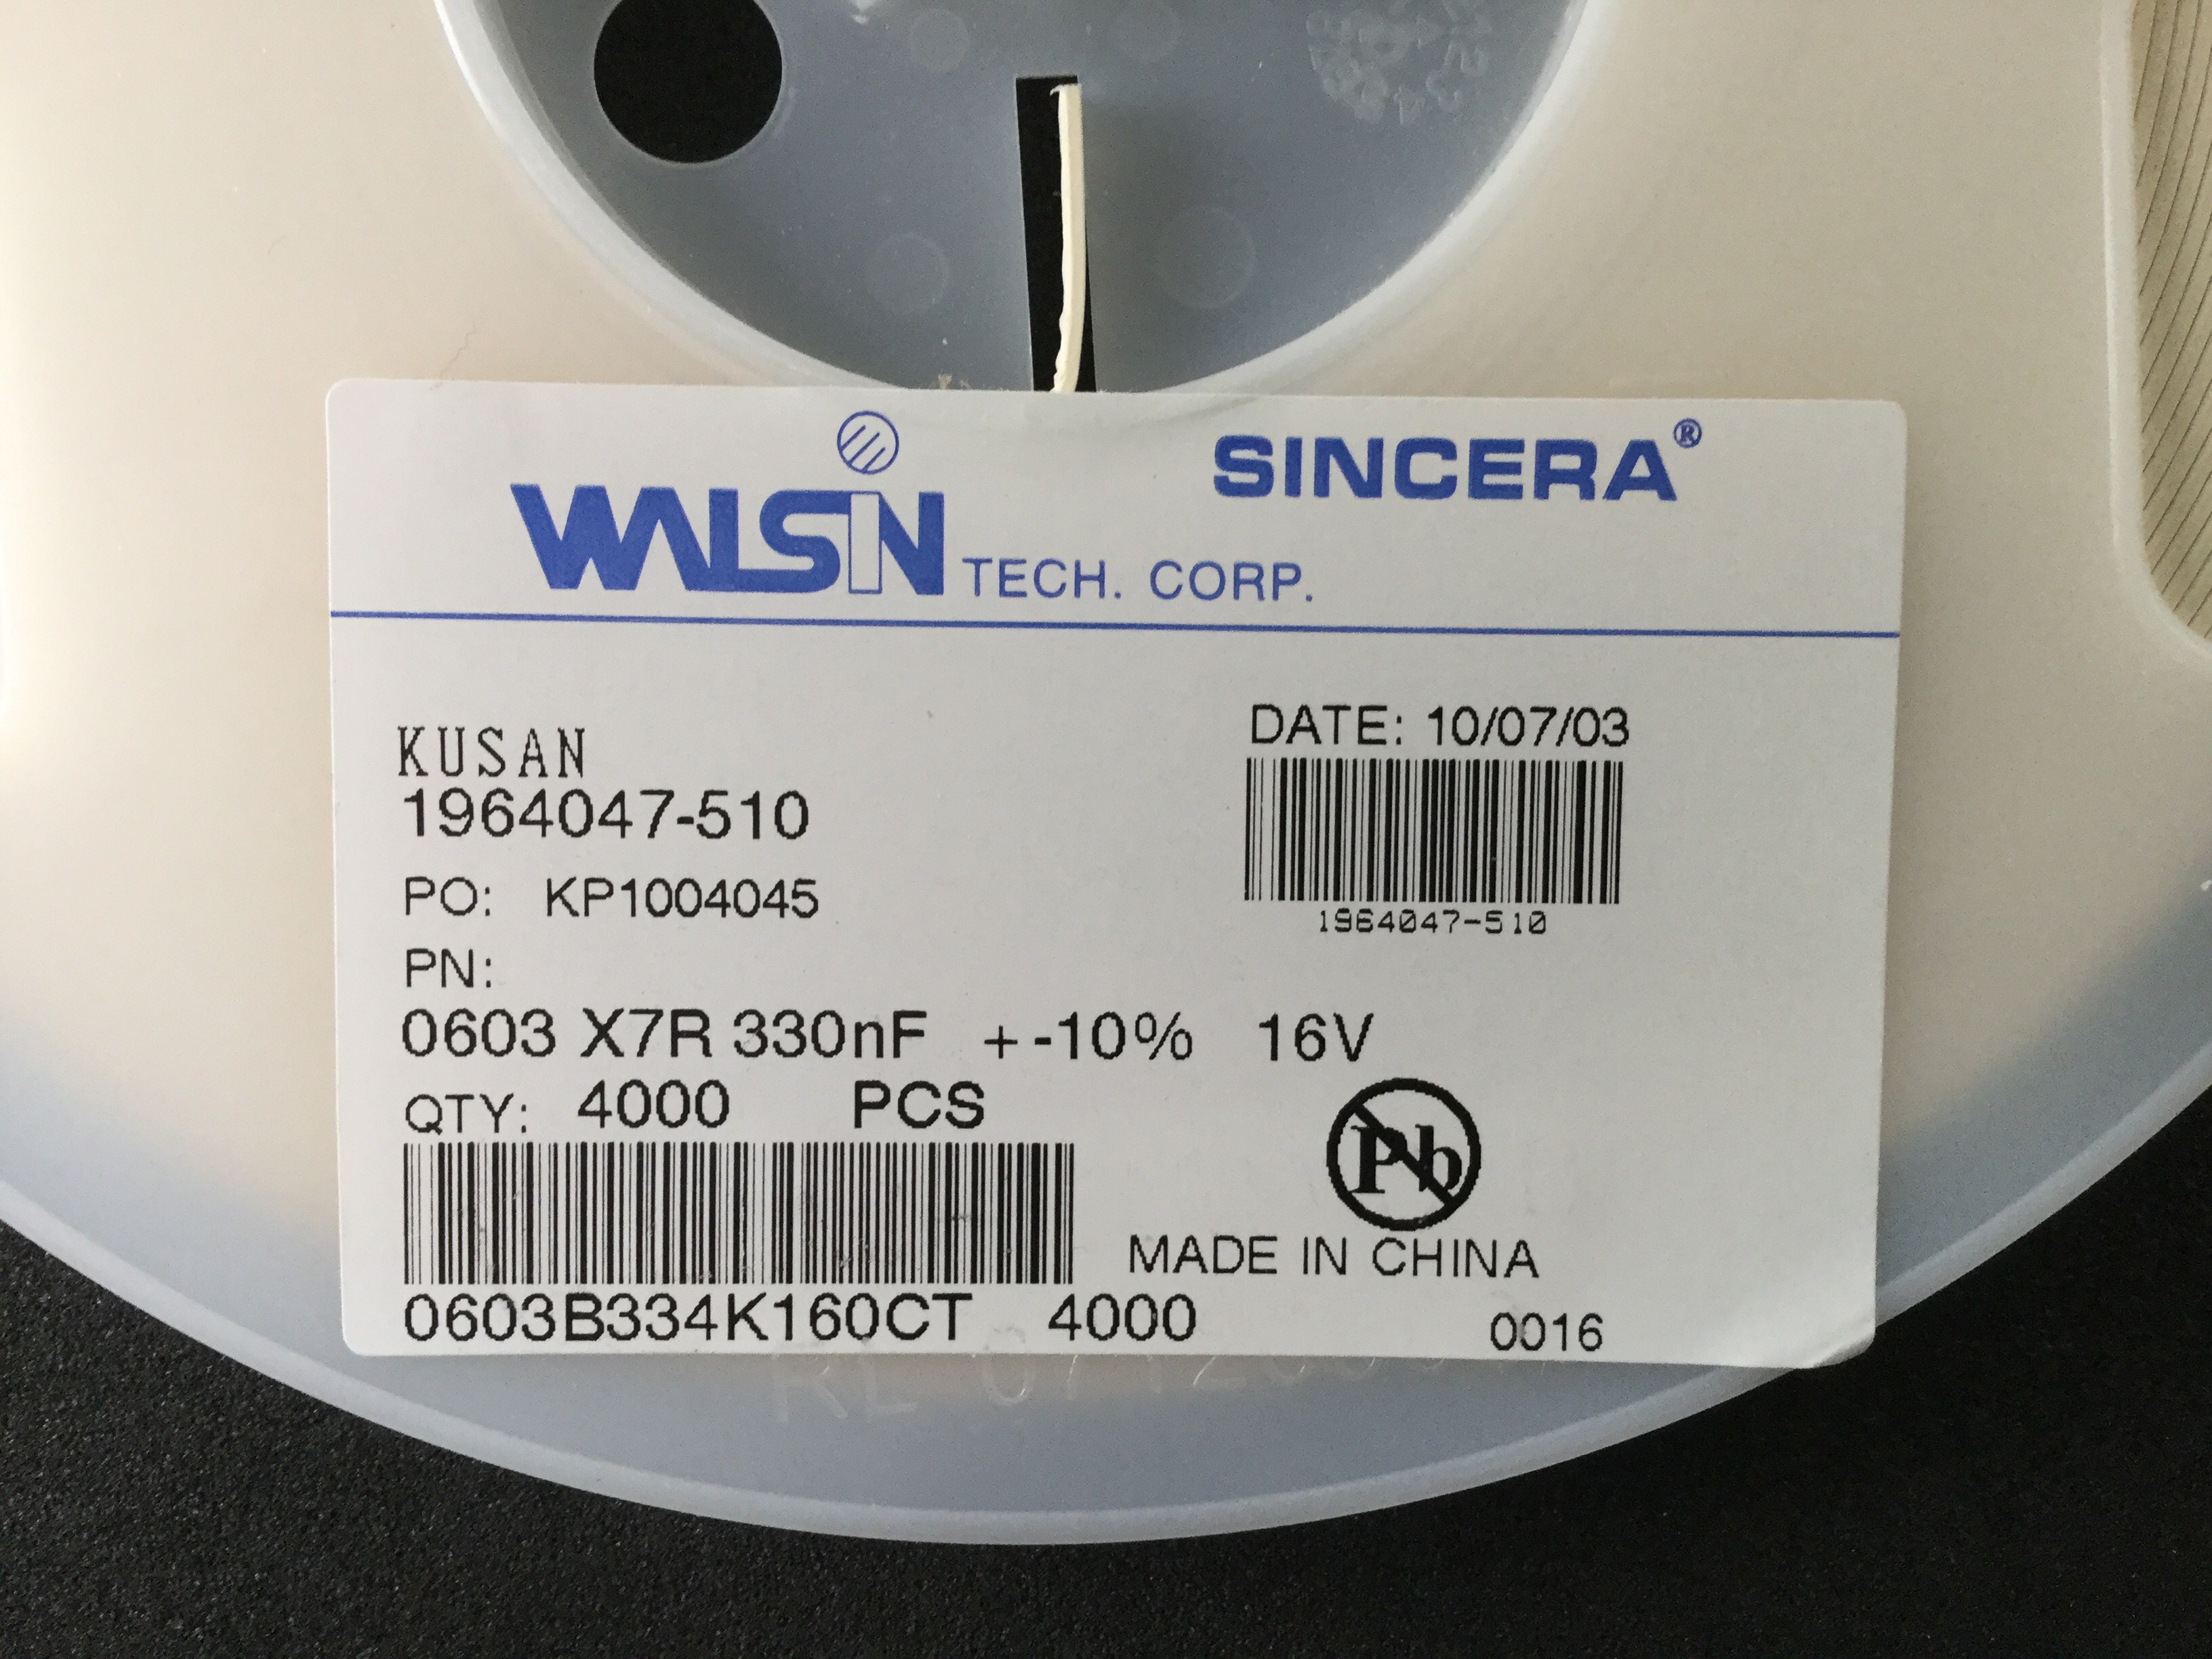 WALSIN TECH. CORP.
SINCERA®
KUSAN
1964047-510
DATE: 10/07/03
1964047-510
PO: KP1004045
PN:
0603 X7R 330nF +-10% 16V
QTY: 4000 PCS
Pb
MADE IN CHINA
0603B334K160CT 4000
0016